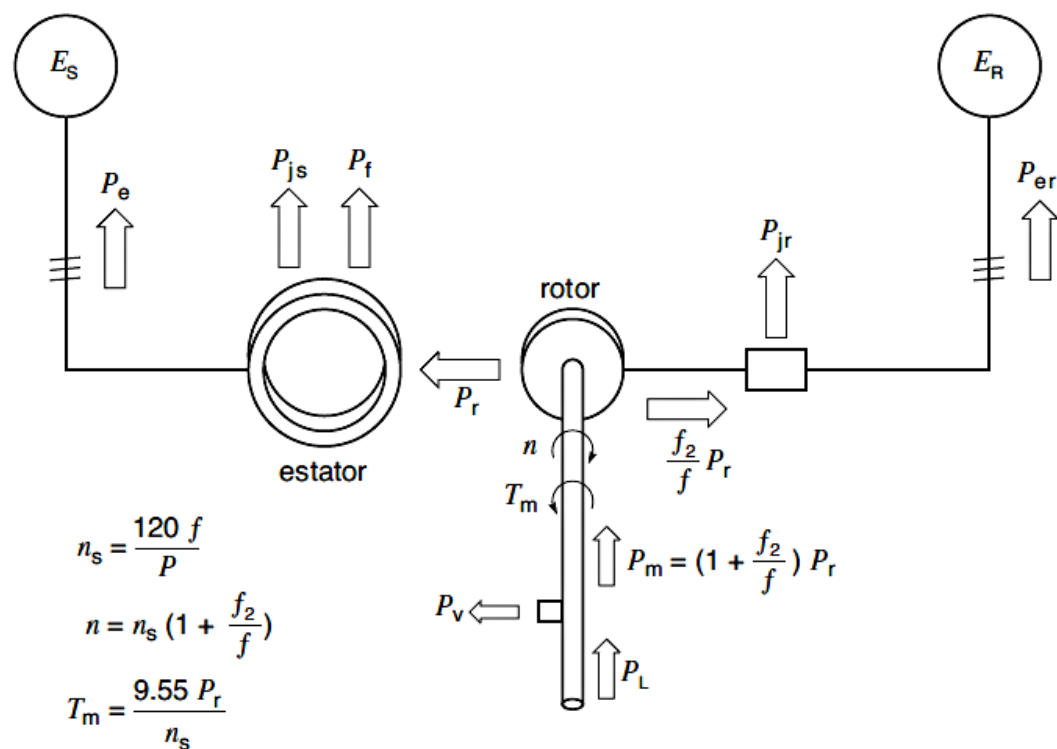 E_S
E_R
P_e
P_js P_f
P_er
P_jr
rotor
P_r
estator
n
f_2/f P_r
T_m
n_s = 120 f/P
P_m = (1 + f_2/f) P_r
P_v
n = n_s (1 + f_2/f)
P_L
T_m = 9.55 P_r/n_s